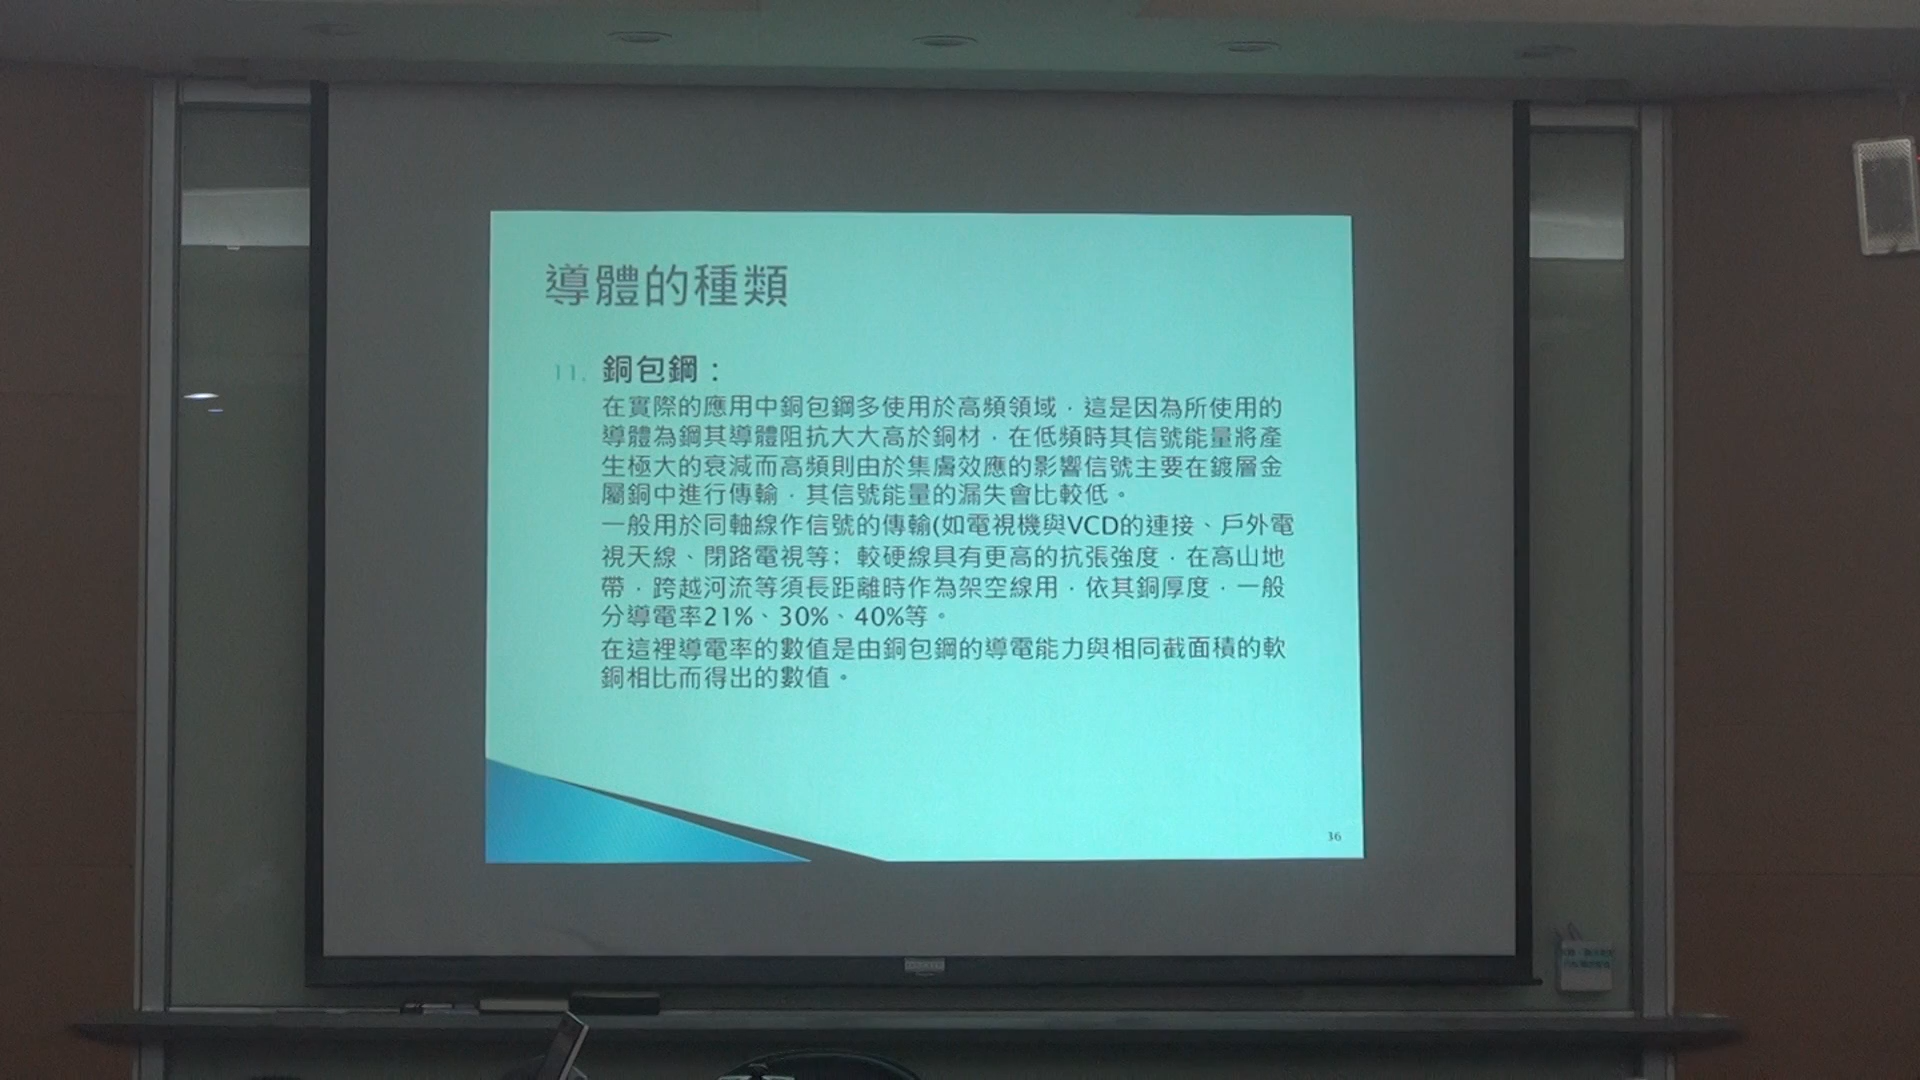 導體的種類
11. 銅包鋼：
在實際的應用中銅包鋼多使用於高頻領域，這是因為所使用的
導體為鋼其導體阻抗大大高於銅材，在低頻時其信號能量將產
生極大的衰減而高頻則由於集膚效應的影響信號主要在鍍層金
屬銅中進行傳輸，其信號能量的漏失會比較低。
一般用於同軸線作信號的傳輸(如電視機與VCD的連接、戶外電
視天線、閉路電視等; 較硬線具有更高的抗張強度，在高山地
帶，跨越河流等須長距離時作為架空線用，依其銅厚度，一般
分導電率21%、30%、40%等。
在這裡導電率的數值是由銅包鋼的導電能力與相同截面積的軟
銅相比而得出的數值。
36